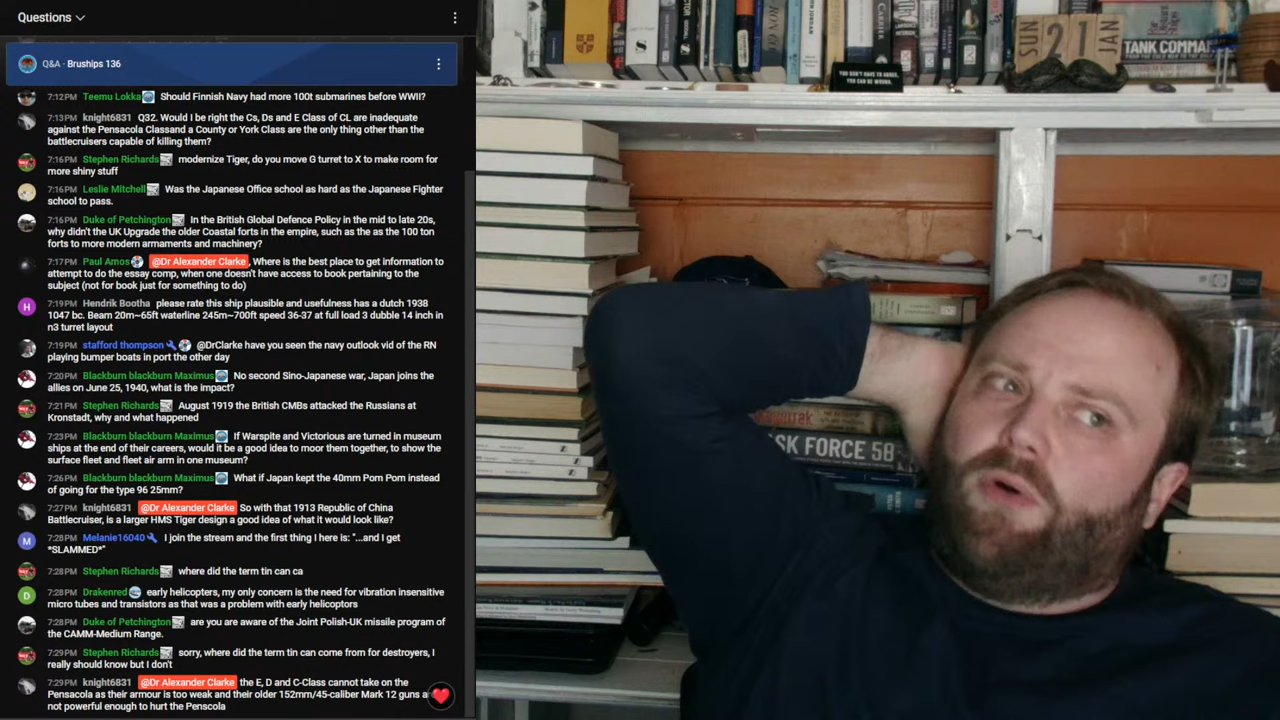 Questions
Q&A · Bruships 136
7:12PM Teemu Lokka Should Finnish Navy had more 100t submarines before WWII?
7:13PM knight6831 Q32. Would I be right the Cs, Ds and E Class of CL are inadequate
against the Pensacola Classand a County or York Class are the only thing other than the
battlecruisers capable of killing them?
7:16PM Stephen Richards modernize Tiger, do you move G turret to X to make room for
more shiny stuff
7:16PM Leslie Mitchell Was the Japanese Office school as hard as the Japanese Fighter
school to pass.
7:16PM Duke of Petchington In the British Global Defence Policy in the mid to late 20s,
why didn't the UK Upgrade the older Coastal forts in the empire, such as the as the 100 ton
forts to more modern armaments and machinery?
7:17PM Paul Amos @Dr Alexander Clarke, Where is the best place to get information to
attempt to do the essay comp, when one doesn't have access to book pertaining to the
subject (not for book just for something to do)
7:19PM Hendrik Bootha please rate this ship plausible and usefulness has a dutch 1938
1047 bc. Beam 20m~65ft waterline 245m~700ft speed 36-37 at full load 3 dubble 14 inch in
n3 turret layout
7:19PM stafford thompson @DrClarke have you seen the navy outlook vid of the RN
playing bumper boats in port the other day
7:20PM Blackburn blackburn Maximus No second Sino-Japanese war, Japan joins the
allies on June 25, 1940, what is the impact?
7:21PM Stephen Richards August 1919 the British CMBs attacked the Russians at
Kronstadt, why and what happened
7:23PM Blackburn blackburn Maximus If Warspite and Victorious are turned in museum
ships at the end of their careers, would it be a good idea to moor them together, to show the
surface fleet and fleet air arm in one museum?
7:26PM Blackburn blackburn Maximus What if Japan kept the 40mm Pom Pom instead
of going for the type 96 25mm?
7:27PM knight6831 @Dr Alexander Clarke So with that 1913 Republic of China
Battlecruiser, is a larger HMS Tiger design a good idea of what it would look like?
7:28PM Melanie16040 I join the stream and the first thing I here is: "...and I get
*SLAMMED*"
7:28PM Stephen Richards where did the term tin can ca
7:28PM Drakenred early helicopters, my only concern is the need for vibration insensitive
micro tubes and transistors as that was a problem with early helicoptors
7:28PM Duke of Petchington are you are aware of the Joint Polish-UK missile program of
the CAMM-Medium Range.
7:29PM Stephen Richards sorry, where did the term tin can come from for destroyers, I
really should know but I don't
7:29PM knight6831 @Dr Alexander Clarke the E, D and C-Class cannot take on the
Pensacola as their armour is too weak and their older 152mm/45-caliber Mark 12 guns
not powerful enough to hurt the Penscola
SUN 21 JAN
TANK
YOU DON'T HAVE TO AGREE,
YOU CAN BE WRONG.
TASK FORCE 58